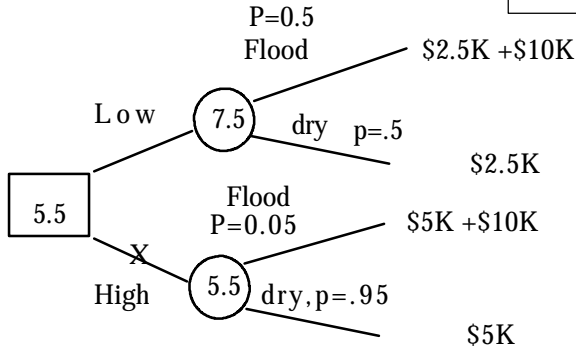 P=0.5
Flood
$2.5K +$10K
Low
7.5
dry p=.5
$2.5K
5.5
Flood
P=0.05
$5K +$10K
X
High
5.5
dry,p=.95
$5K